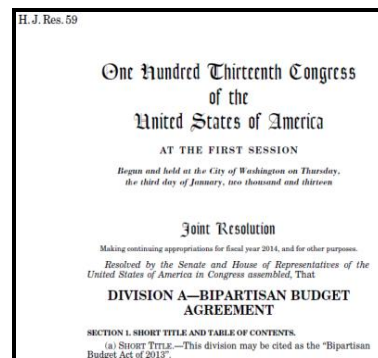 H. J. Res. 59
One Hundred Thirteenth Congress
of the
United States of America
AT THE FIRST SESSION
Begun and held at the City of Washington on Thursday,
the third day of January, two thousand and thirteen
Joint Resolution
Making continuing appropriations for fiscal year 2014, and for other purposes.
Resolved by the Senate and House of Representatives of the
United States of America in Congress assembled, That
DIVISION A—BIPARTISAN BUDGET
AGREEMENT
SECTION 1. SHORT TITLE AND TABLE OF CONTENTS.
(a) SHORT TITLE.—This division may be cited as the “Bipartisan
Budget Act of 2013”.